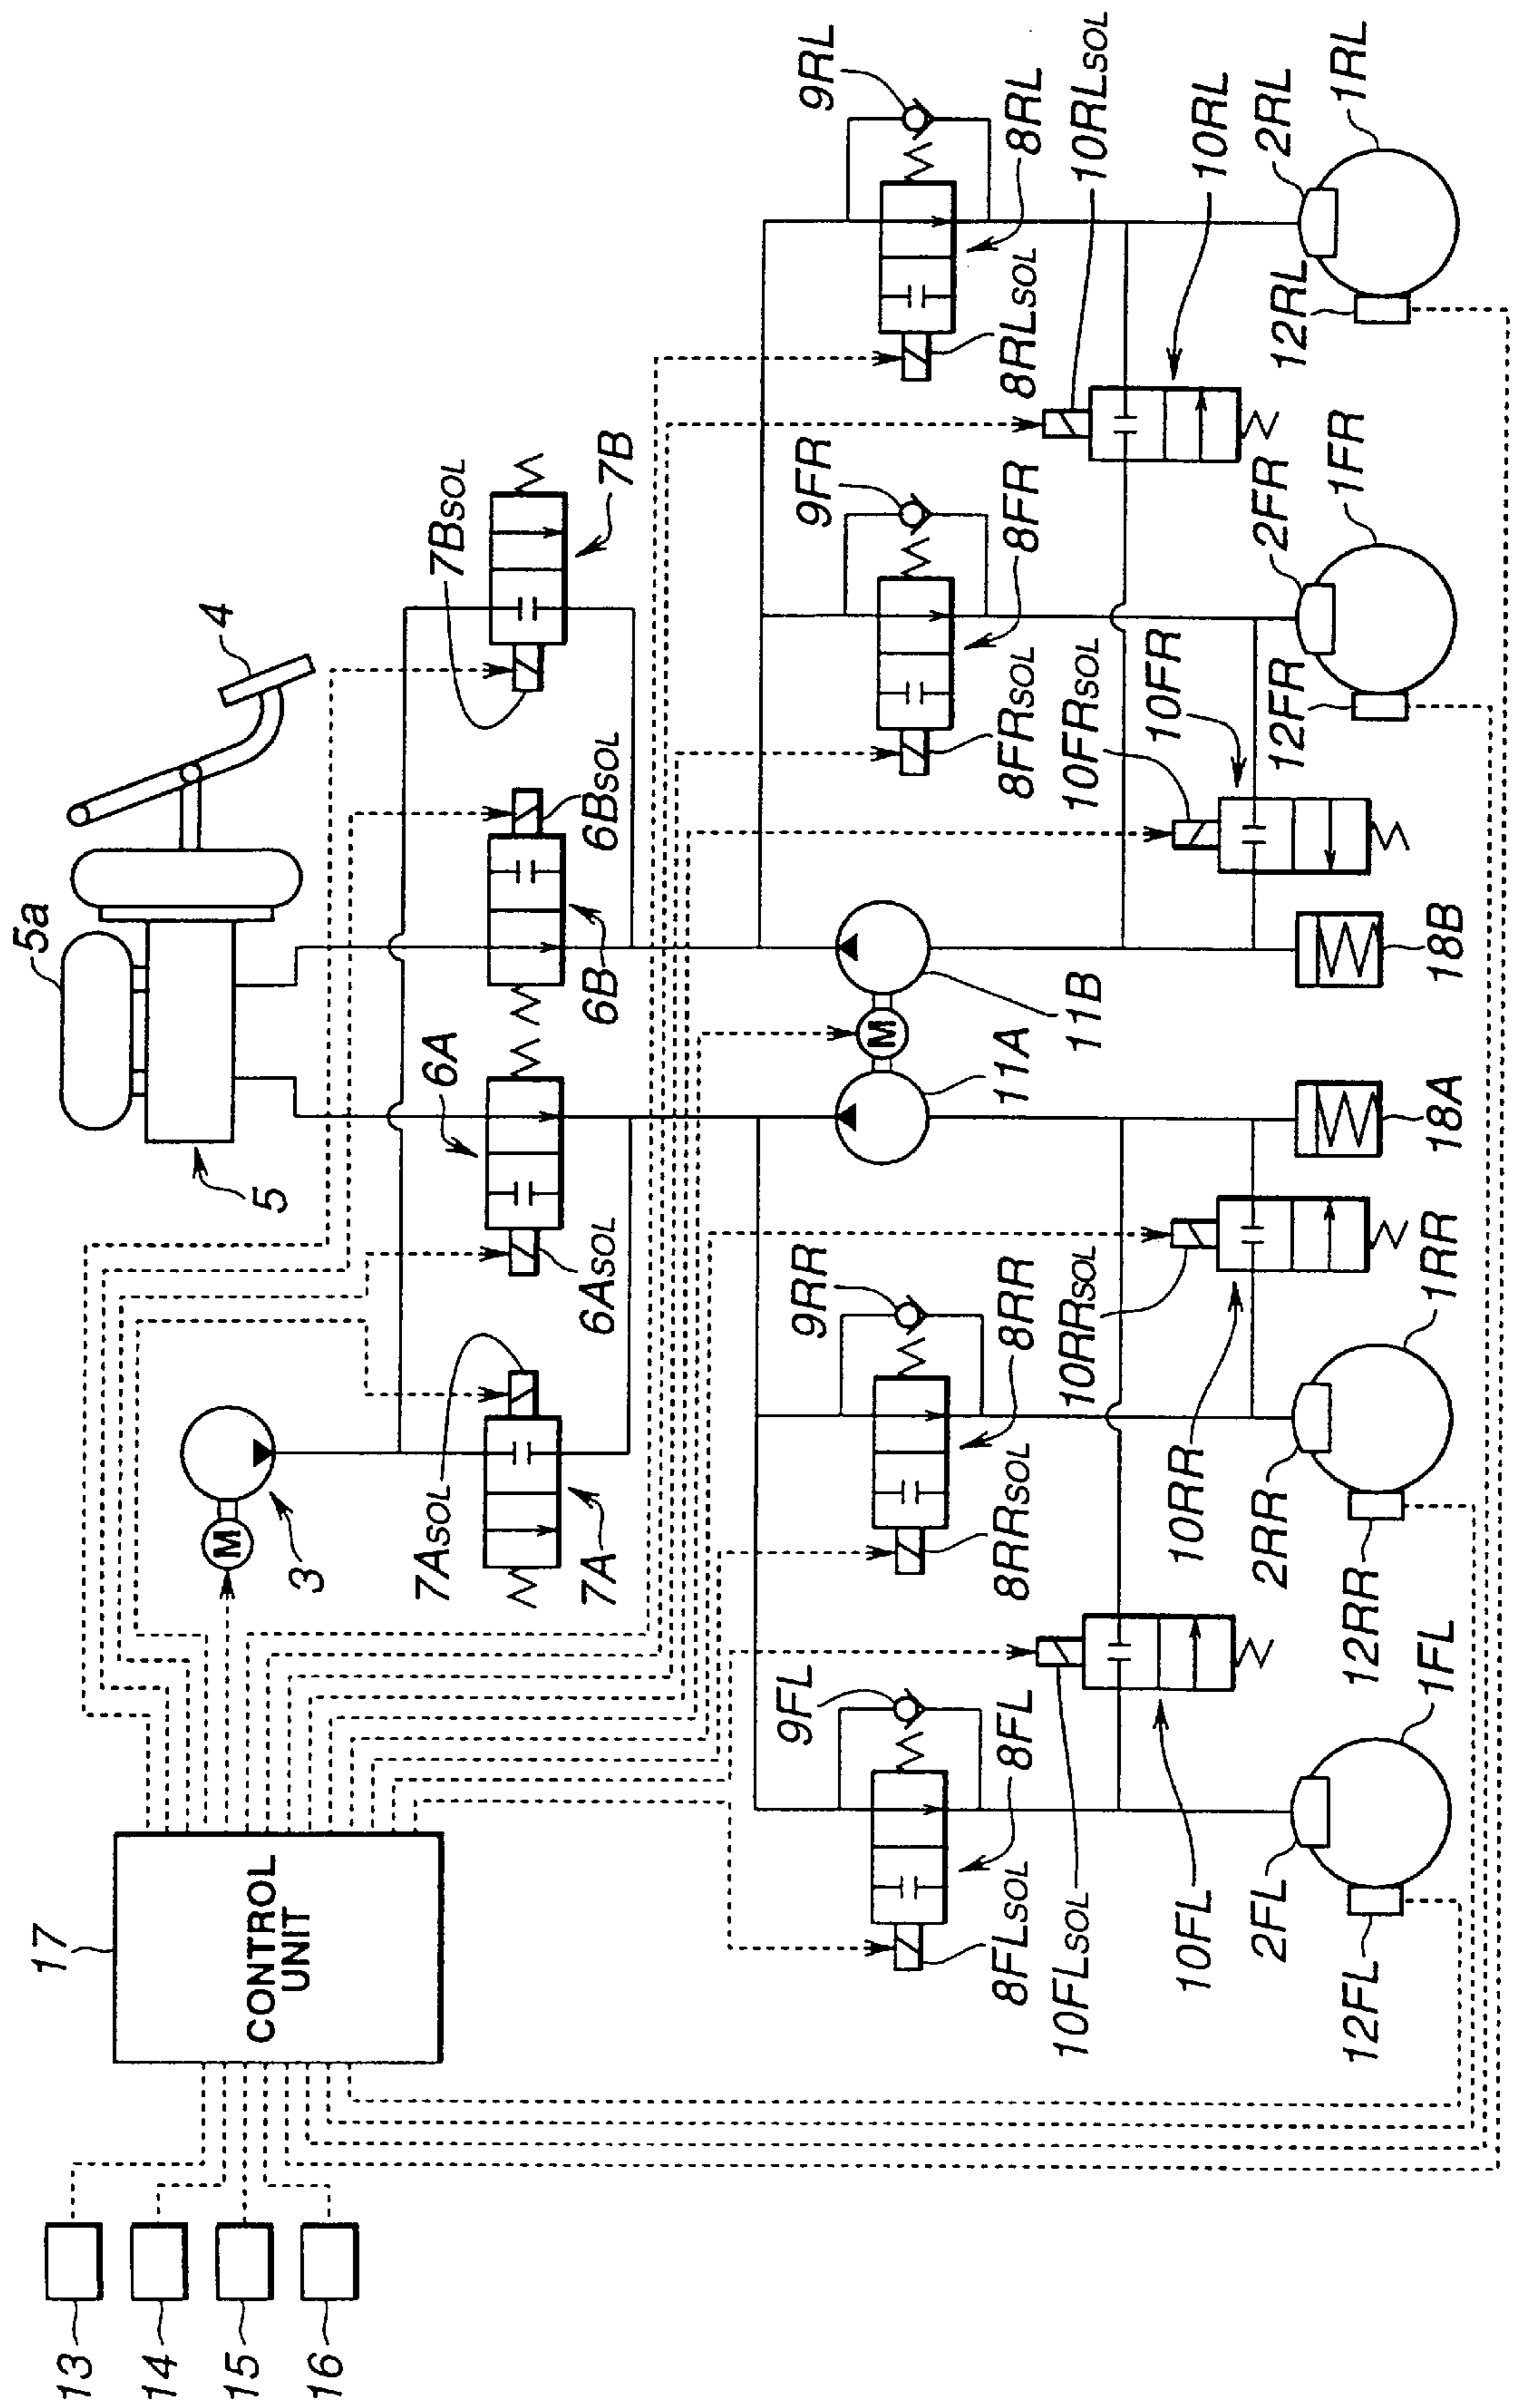 5a
5
4
17
CONTROL
UNIT
M
3
13
14
15
16
7ASOL
7A
6A
6ASOL
6B
6BSOL
7BSOL
7B
9FL
8FL
8FLSOL
9RR
8RR
8RRSOL
M
11A
11B
9FR
8FR
8FRSOL
9RL
8RL
8RLSOL
10FLSOL
10FL
10RRSOL
10RR
10FRSOL
10FR
10RLSOL
10RL
18A
18B
2FL
12FL
1FL
2RR
12RR
1RR
2FR
12FR
1FR
2RL
12RL
1RL